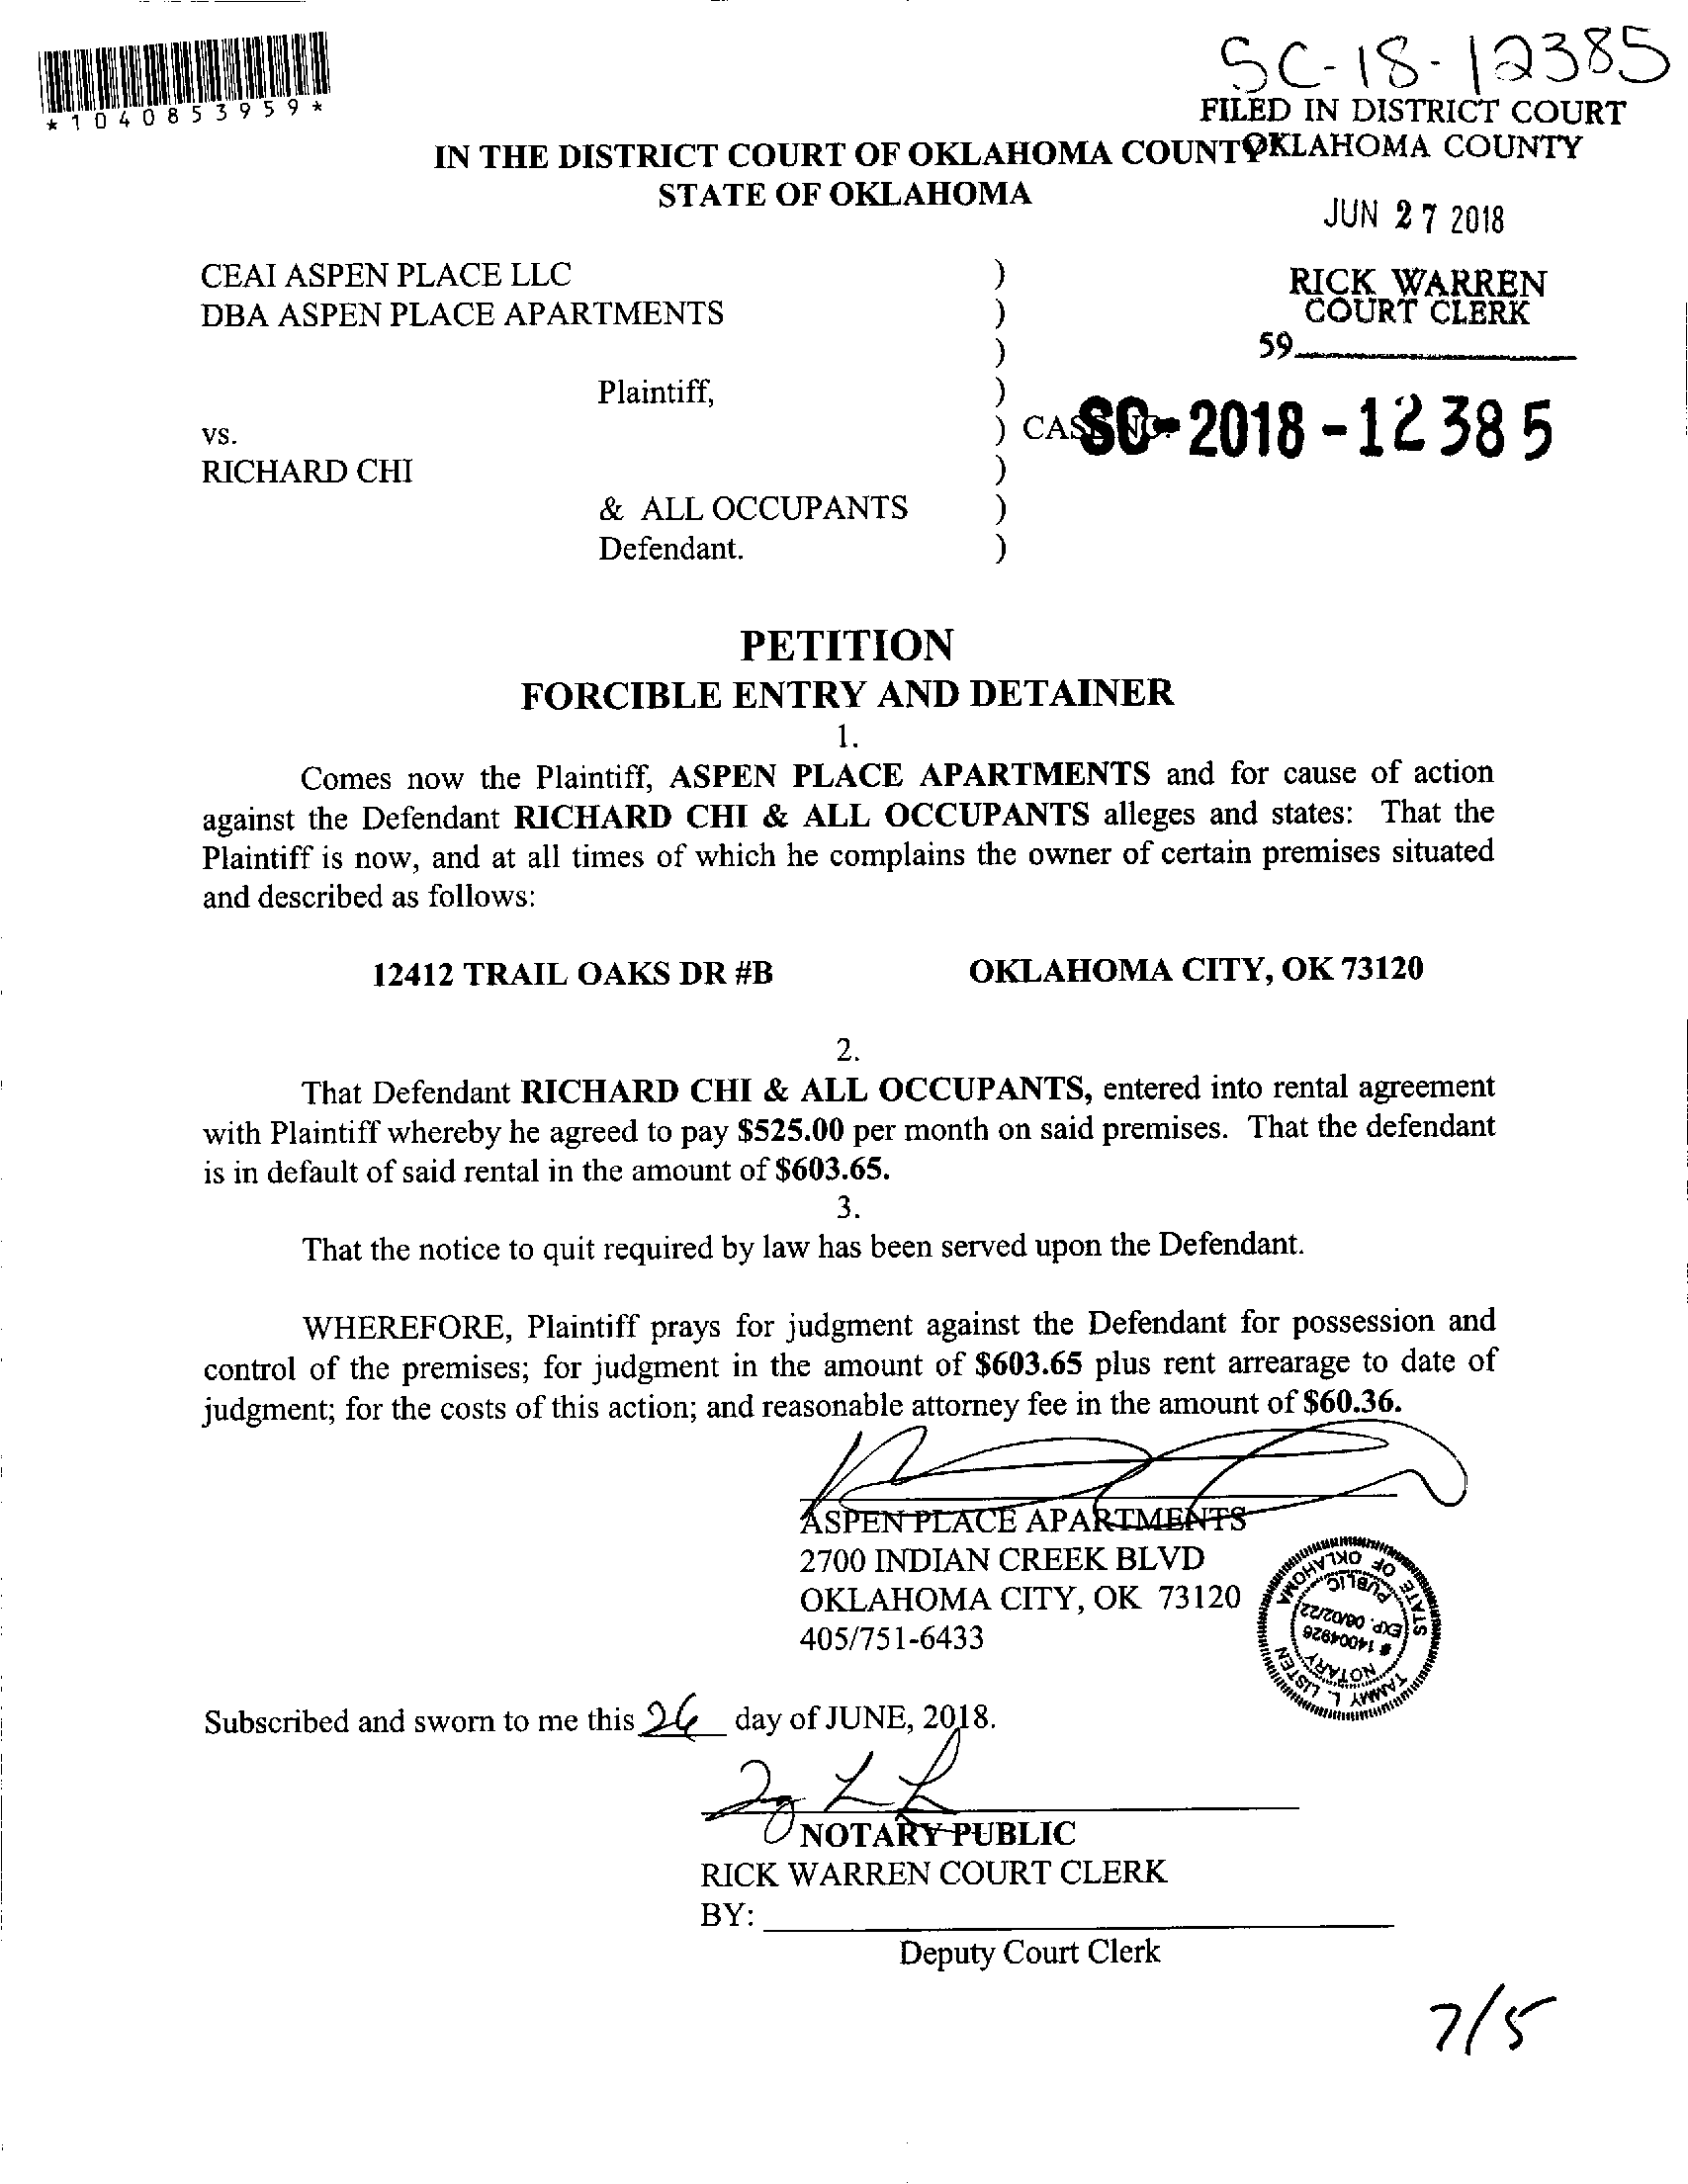 *1040853959*
SC-18-12385
FILED IN DISTRICT COURT
OKLAHOMA COUNTY
IN THE DISTRICT COURT OF OKLAHOMA COUNTY
STATE OF OKLAHOMA
JUN 27 2018
CEAI ASPEN PLACE LLC )
DBA ASPEN PLACE APARTMENTS )
)
RICK WARREN
COURT CLERK
59
Plaintiff, )
vs. ) CASE NO.
SC-2018-12385
RICHARD CHI )
& ALL OCCUPANTS )
Defendant. )
PETITION
FORCIBLE ENTRY AND DETAINER
1.
Comes now the Plaintiff, ASPEN PLACE APARTMENTS and for cause of action
against the Defendant RICHARD CHI & ALL OCCUPANTS alleges and states: That the
Plaintiff is now, and at all times of which he complains the owner of certain premises situated
and described as follows:
12412 TRAIL OAKS DR #B OKLAHOMA CITY, OK 73120
2.
That Defendant RICHARD CHI & ALL OCCUPANTS, entered into rental agreement
with Plaintiff whereby he agreed to pay $525.00 per month on said premises. That the defendant
is in default of said rental in the amount of $603.65.
3.
That the notice to quit required by law has been served upon the Defendant.
WHEREFORE, Plaintiff prays for judgment against the Defendant for possession and
control of the premises; for judgment in the amount of $603.65 plus rent arrearage to date of
judgment; for the costs of this action; and reasonable attorney fee in the amount of $60.36.
ASPEN PLACE APARTMENTS
2700 INDIAN CREEK BLVD
OKLAHOMA CITY, OK 73120
405/751-6433
TAMMY L. LISTEN
NOTARY
# 14004926
EXP. 08/02/22
PUBLIC
STATE OF OKLAHOMA
Subscribed and sworn to me this 26 day of JUNE, 2018.
NOTARY PUBLIC
RICK WARREN COURT CLERK
BY:
Deputy Court Clerk
7/5